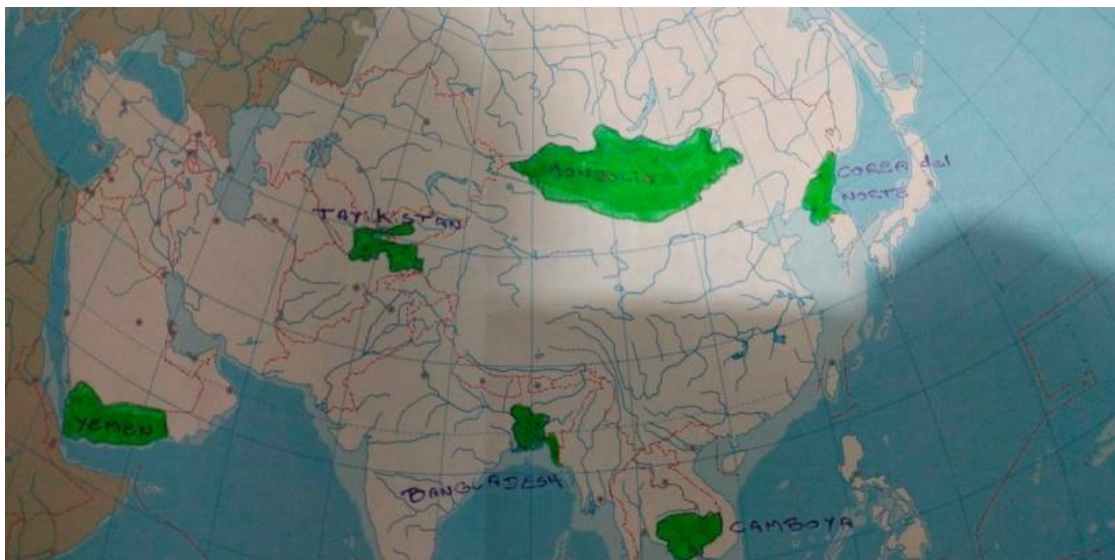 MONGOLIA
COREA del
NORTE
TAYIKISTAN
YEMEN
BANGLADESH
CAMBOYA